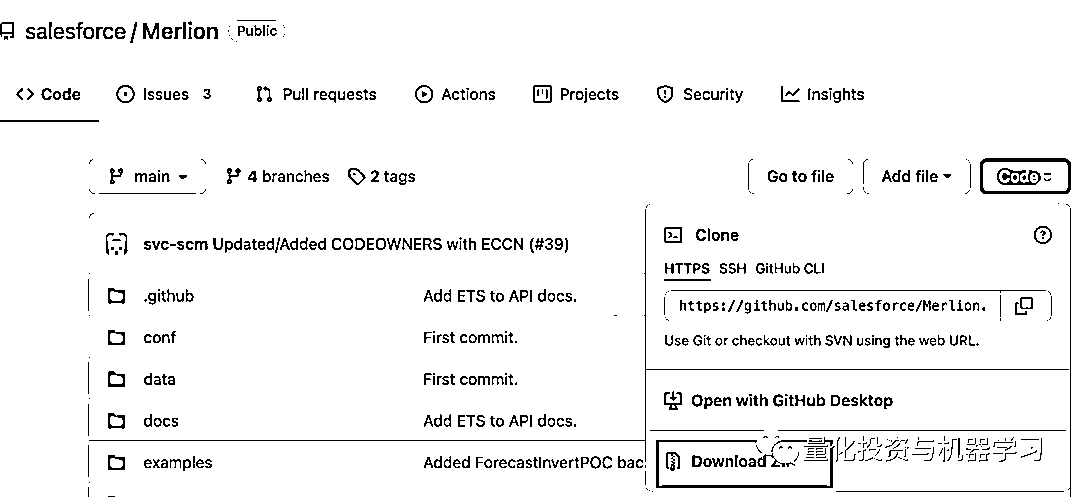 salesforce / Merlion Public
Code Issues 3 Pull requests Actions Projects Security Insights
main 4 branches 2 tags Go to file Add file Code
svc-scm Updated/Added CODEOWNERS with ECCN (#39)
Clone
HTTPS SSH GitHub CLI
.github Add ETS to API docs.
https://github.com/salesforce/Merlion.
conf First commit.
Use Git or checkout with SVN using the web URL.
data First commit.
Open with GitHub Desktop
docs Add ETS to API docs.
examples Added ForecastInvertPOC bac
Download
量化投资与机器学习